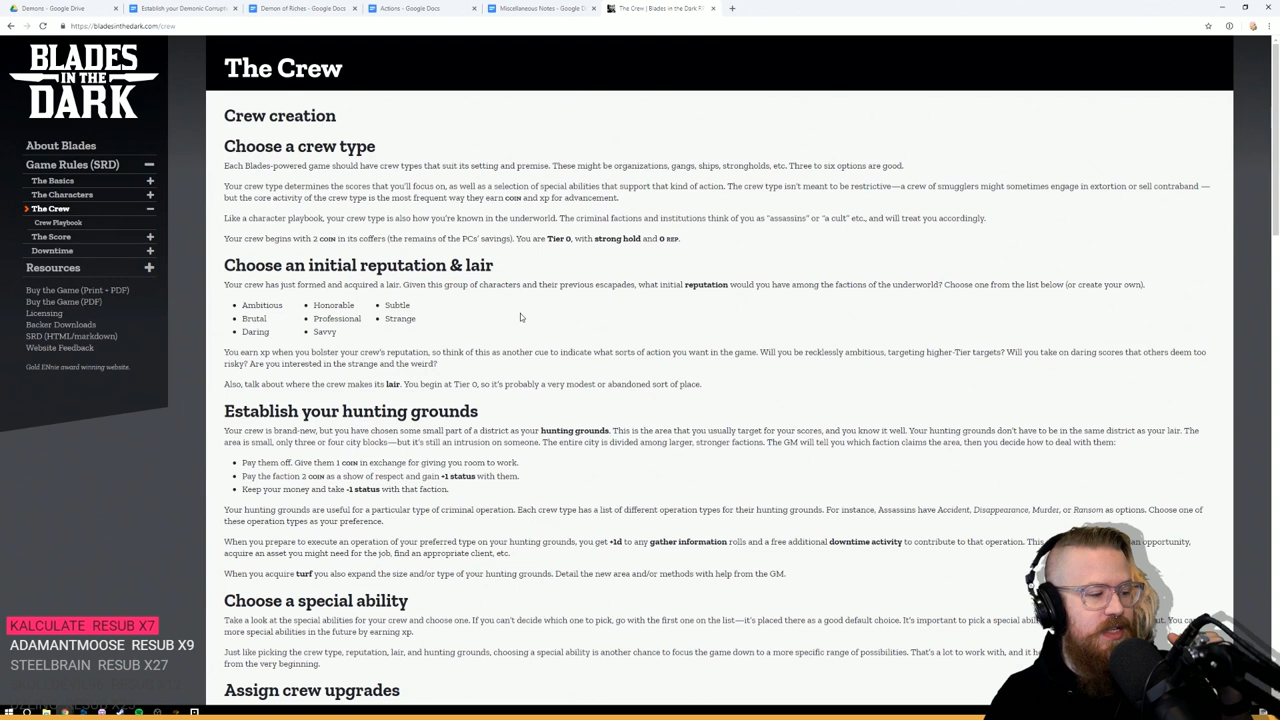 Demons - Google Drive
Establish your Demonic Corrupt
Demon of Riches - Google Docs
Actions - Google Docs
Miscellaneous Notes - Google D
The Crew | Blades in the Dark R
https://bladesinthedark.com/crew
BLADES
IN THE
DARK
About Blades
Game Rules (SRD)
The Basics
The Characters
The Crew
Crew Playbook
The Score
Downtime
Resources
Buy the Game (Print + PDF)
Buy the Game (PDF)
Licensing
Backer Downloads
SRD (HTML/markdown)
Website Feedback
Gold ENnie award winning website.
The Crew
Crew creation
Choose a crew type
Each Blades-powered game should have crew types that suit its setting and premise. These might be organizations, gangs, ships, strongholds, etc. Three to six options are good.
Your crew type determines the scores that you'll focus on, as well as a selection of special abilities that support that kind of action. The crew type isn't meant to be restrictive—a crew of smugglers might sometimes engage in extortion or sell contraband —
but the core activity of the crew type is the most frequent way they earn COIN and xp for advancement.
Like a character playbook, your crew type is also how you're known in the underworld. The criminal factions and institutions think of you as "assassins" or "a cult" etc., and will treat you accordingly.
Your crew begins with 2 COIN in its coffers (the remains of the PCs' savings). You are Tier 0, with strong hold and 0 REP.
Choose an initial reputation & lair
Your crew has just formed and acquired a lair. Given this group of characters and their previous escapades, what initial reputation would you have among the factions of the underworld? Choose one from the list below (or create your own).
• Ambitious • Honorable • Subtle
• Brutal • Professional • Strange
• Daring • Savvy
You earn xp when you bolster your crew's reputation, so think of this as another cue to indicate what sorts of action you want in the game. Will you be recklessly ambitious, targeting higher-Tier targets? Will you take on daring scores that others deem too
risky? Are you interested in the strange and the weird?
Also, talk about where the crew makes its lair. You begin at Tier 0, so it's probably a very modest or abandoned sort of place.
Establish your hunting grounds
Your crew is brand-new, but you have chosen some small part of a district as your hunting grounds. This is the area that you usually target for your scores, and you know it well. Your hunting grounds don't have to be in the same district as your lair. The
area is small, only three or four city blocks—but it's still an intrusion on someone. The entire city is divided among larger, stronger factions. The GM will tell you which faction claims the area, then you decide how to deal with them:
• Pay them off. Give them 1 COIN in exchange for giving you room to work.
• Pay the faction 2 COIN as a show of respect and gain +1 status with them.
• Keep your money and take -1 status with that faction.
Your hunting grounds are useful for a particular type of criminal operation. Each crew type has a list of different operation types for their hunting grounds. For instance, Assassins have Accident, Disappearance, Murder, or Ransom as options. Choose one of
these operation types as your preference.
When you prepare to execute an operation of your preferred type on your hunting grounds, you get +1d to any gather information rolls and a free additional downtime activity to contribute to that operation. This opportunity,
acquire an asset you might need for the job, find an appropriate client, etc.
When you acquire turf you also expand the size and/or type of your hunting grounds. Detail the new area and/or methods with help from the GM.
Choose a special ability
Take a look at the special abilities for your crew and choose one. If you can't decide which one to pick, go with the first one on the list—it's placed there as a good default choice. It's important to pick a special out. You
more special abilities in the future by earning xp.
Just like picking the crew type, reputation, lair, and hunting grounds, choosing a special ability is another chance to focus the game down to a more specific range of possibilities. That's a lot to work with, and it
from the very beginning.
Assign crew upgrades
KALCULATE RESUB X7
ADAMANTMOOSE RESUB X9
STEELBRAIN RESUB X27